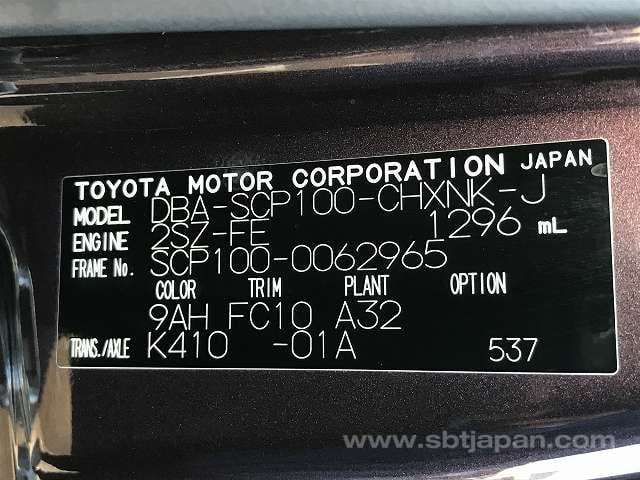 TOYOTA MOTOR CORPORATION JAPAN
MODEL DBA-SCP100-CHXNK-J
ENGINE 2SZ-FE 1296 mL
FRAME No. SCP100-0062965
COLOR TRIM PLANT OPTION
9AH FC10 A32
TRANS./AXLE K410 -01A 537
www.sbtjapan.com